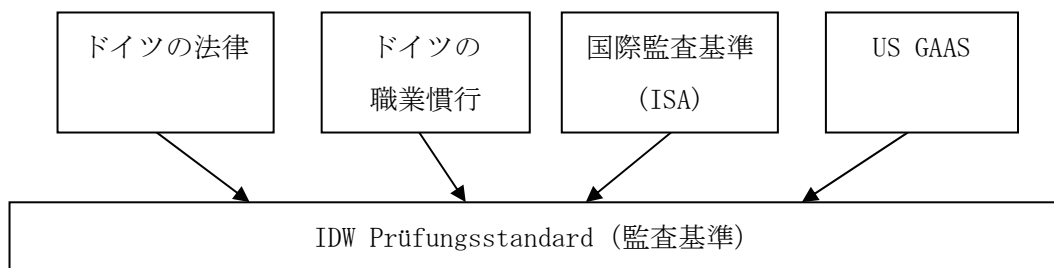 ドイツの法律
ドイツの
職業慣行
国際監査基準
(ISA)
US GAAS
IDW Prüfungsstandard (監査基準)